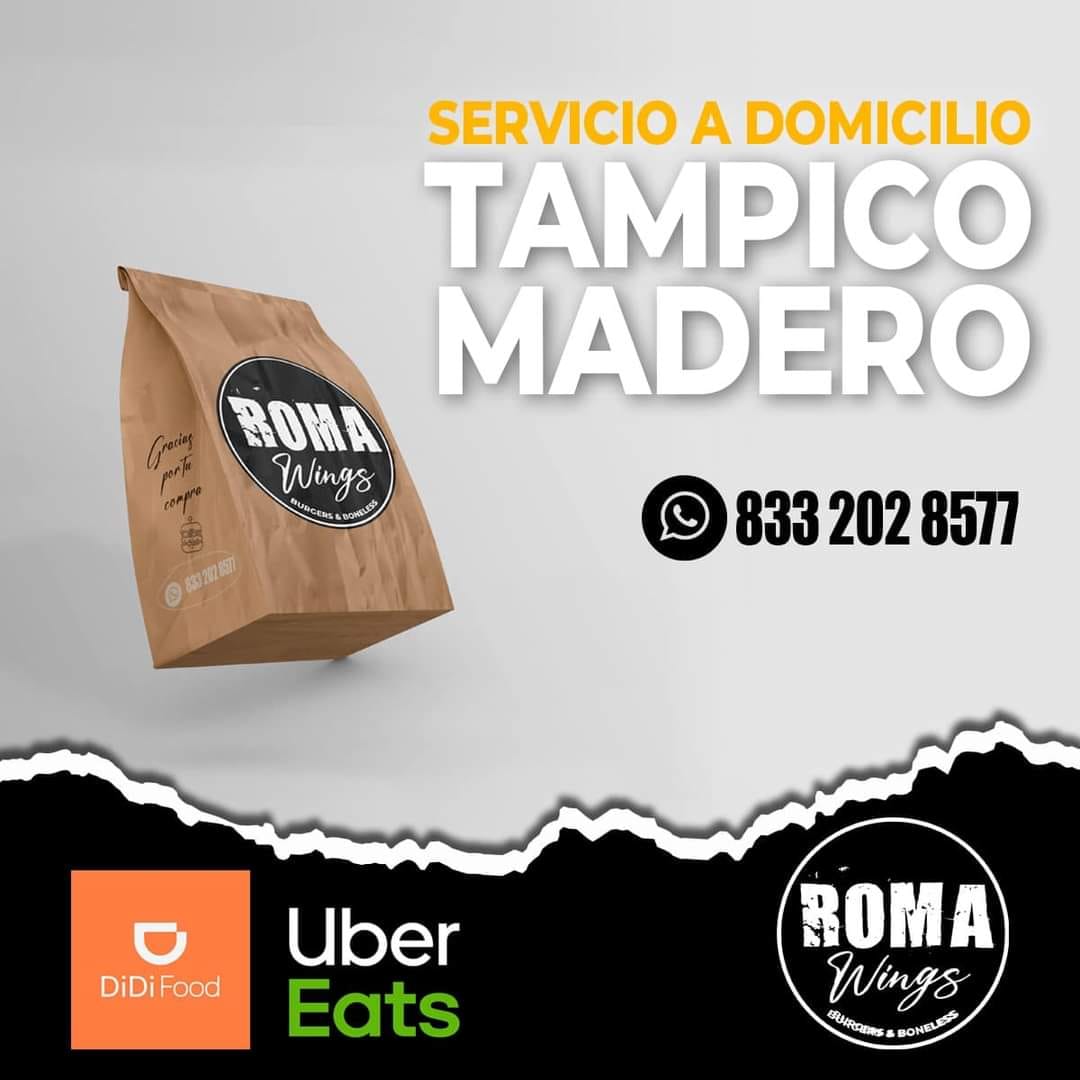 SERVICIO A DOMICILIO
TAMPICO
MADERO
833 202 8577
ROMA
Wings
BURGERS & BONELESS
Gracias
por tu
compra
833 202 8577
DiDi Food
Uber
Eats
ROMA
Wings
BURGERS & BONELESS